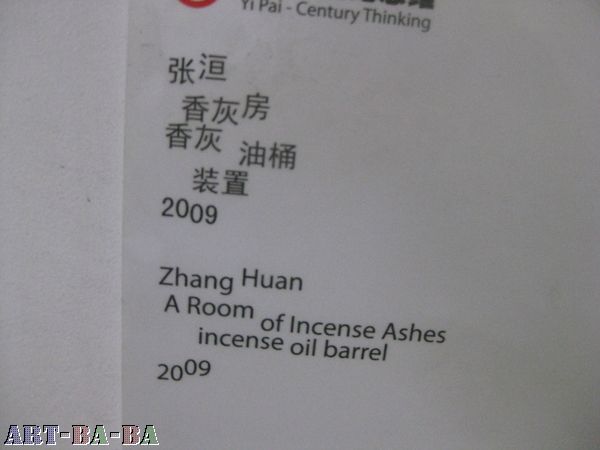 Yi Pai - Century Thinking
张洹
香灰房
香灰 油桶
装置
2009
Zhang Huan
A Room of Incense Ashes
incense oil barrel
2009
ART-BA-BA